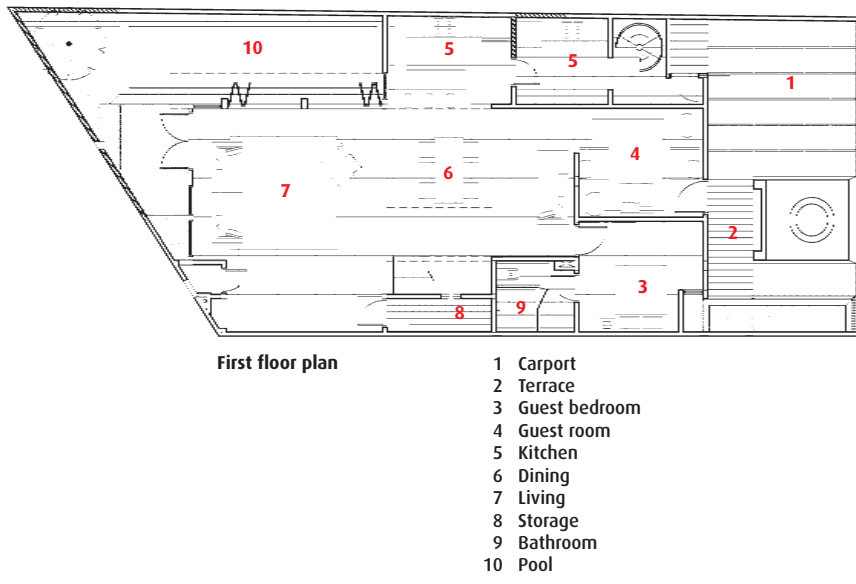 10
5
5
1
4
6
7
2
3
8
9
First floor plan
1 Carport
2 Terrace
3 Guest bedroom
4 Guest room
5 Kitchen
6 Dining
7 Living
8 Storage
9 Bathroom
10 Pool